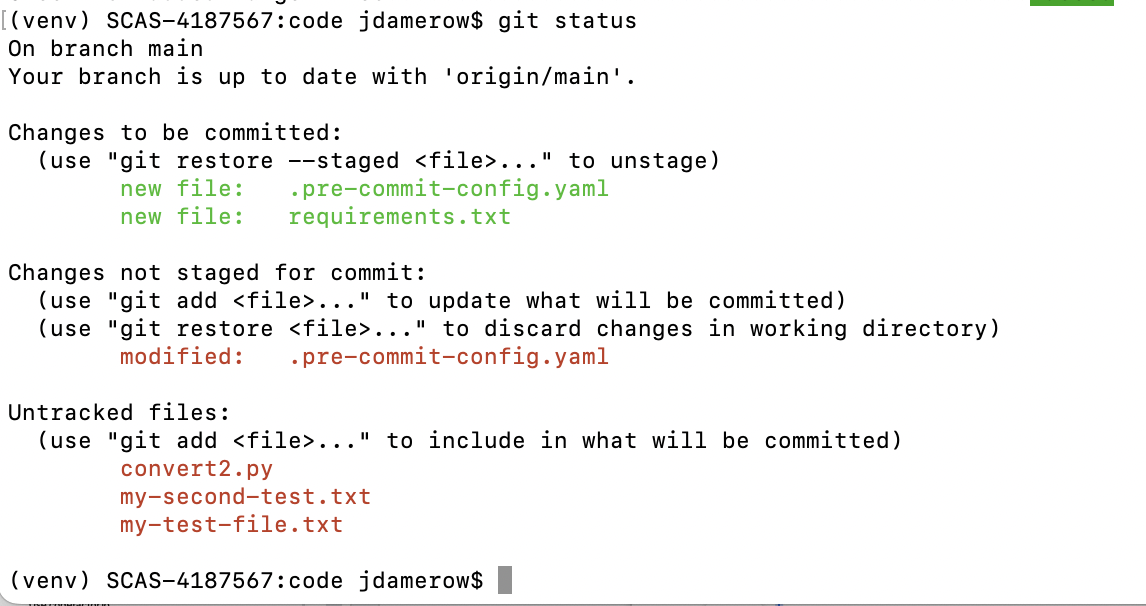 (venv) SCAS-4187567:code jdamerow$ git status
On branch main
Your branch is up to date with 'origin/main'.
Changes to be committed:
  (use "git restore --staged <file>..." to unstage)
        new file:   .pre-commit-config.yaml
        new file:   requirements.txt
Changes not staged for commit:
  (use "git add <file>..." to update what will be committed)
  (use "git restore <file>..." to discard changes in working directory)
        modified:   .pre-commit-config.yaml
Untracked files:
  (use "git add <file>..." to include in what will be committed)
        convert2.py
        my-second-test.txt
        my-test-file.txt
(venv) SCAS-4187567:code jdamerow$